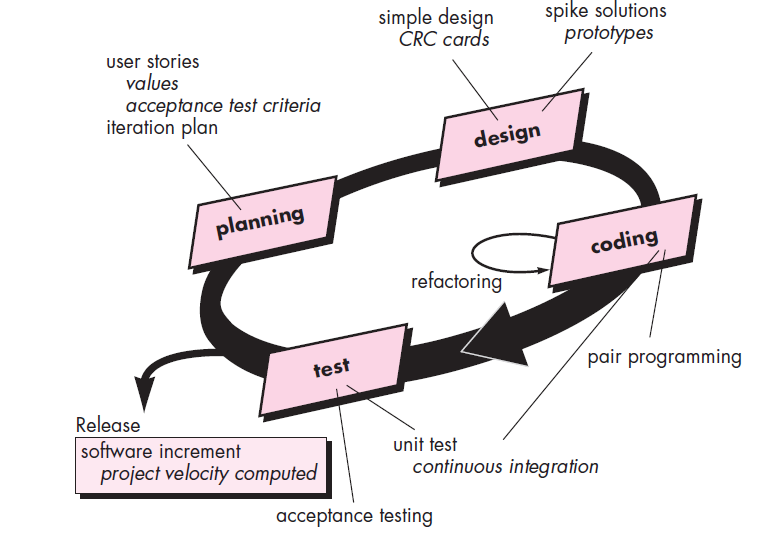 simple design
CRC cards
spike solutions
prototypes
user stories
values
acceptance test criteria
iteration plan
design
planning
coding
refactoring
test
pair programming
Release
software increment
project velocity computed
unit test
continuous integration
acceptance testing